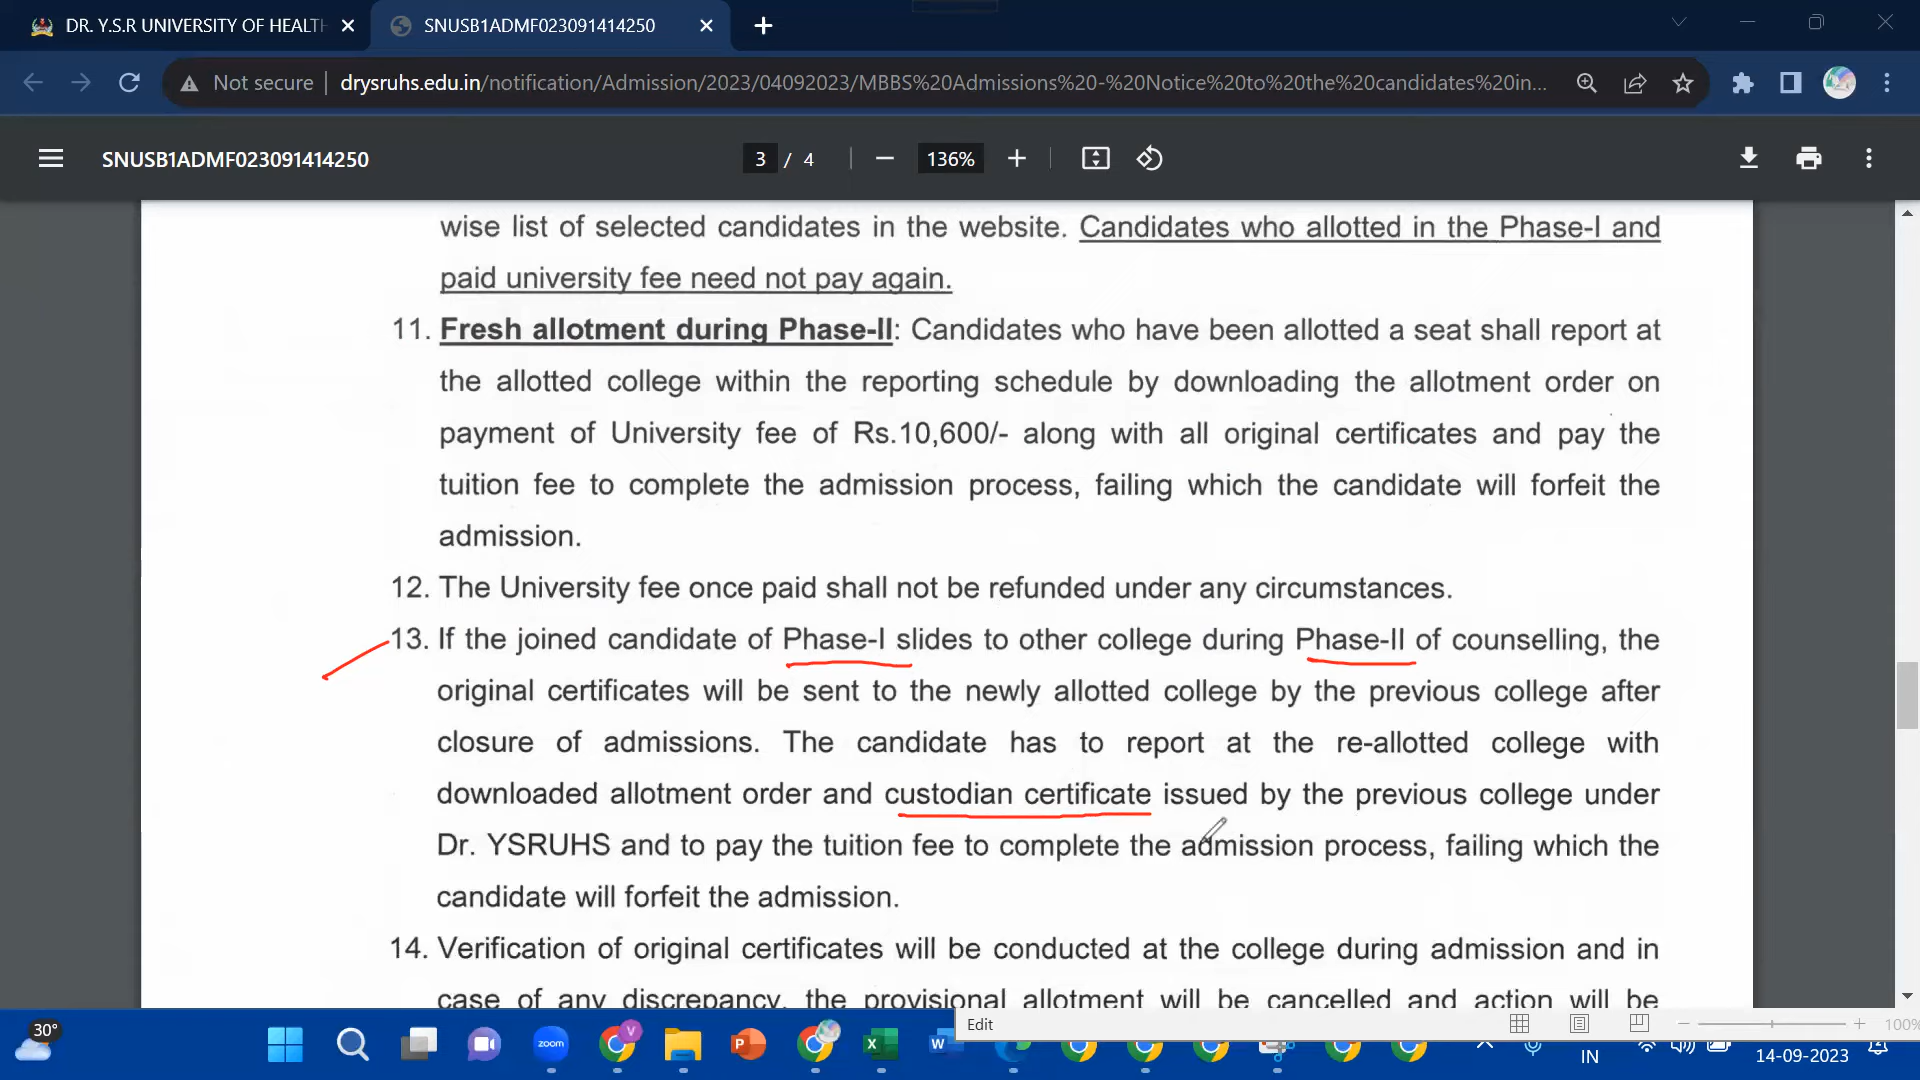 DR. Y.S.R UNIVERSITY OF HEALTH
SNUSB1ADMF023091414250
Not secure
drysruhs.edu.in/notification/Admission/2023/04092023/MBBS%20Admissions%20-%20Notice%20to%20the%20candidates%20in...
SNUSB1ADMF023091414250
3 / 4
136%
wise list of selected candidates in the website. Candidates who allotted in the Phase-I and
paid university fee need not pay again.
11. Fresh allotment during Phase-II: Candidates who have been allotted a seat shall report at
the allotted college within the reporting schedule by downloading the allotment order on
payment of University fee of Rs.10,600/- along with all original certificates and pay the
tuition fee to complete the admission process, failing which the candidate will forfeit the
admission.
12. The University fee once paid shall not be refunded under any circumstances.
13. If the joined candidate of Phase-I slides to other college during Phase-II of counselling, the
original certificates will be sent to the newly allotted college by the previous college after
closure of admissions. The candidate has to report at the re-allotted college with
downloaded allotment order and custodian certificate issued by the previous college under
Dr. YSRUHS and to pay the tuition fee to complete the admission process, failing which the
candidate will forfeit the admission.
14. Verification of original certificates will be conducted at the college during admission and in
case of any discrepancy, the provisional allotment will be cancelled and action will be
Edit
100%
30°
zoom
V
P
X
W
IN
14-09-2023